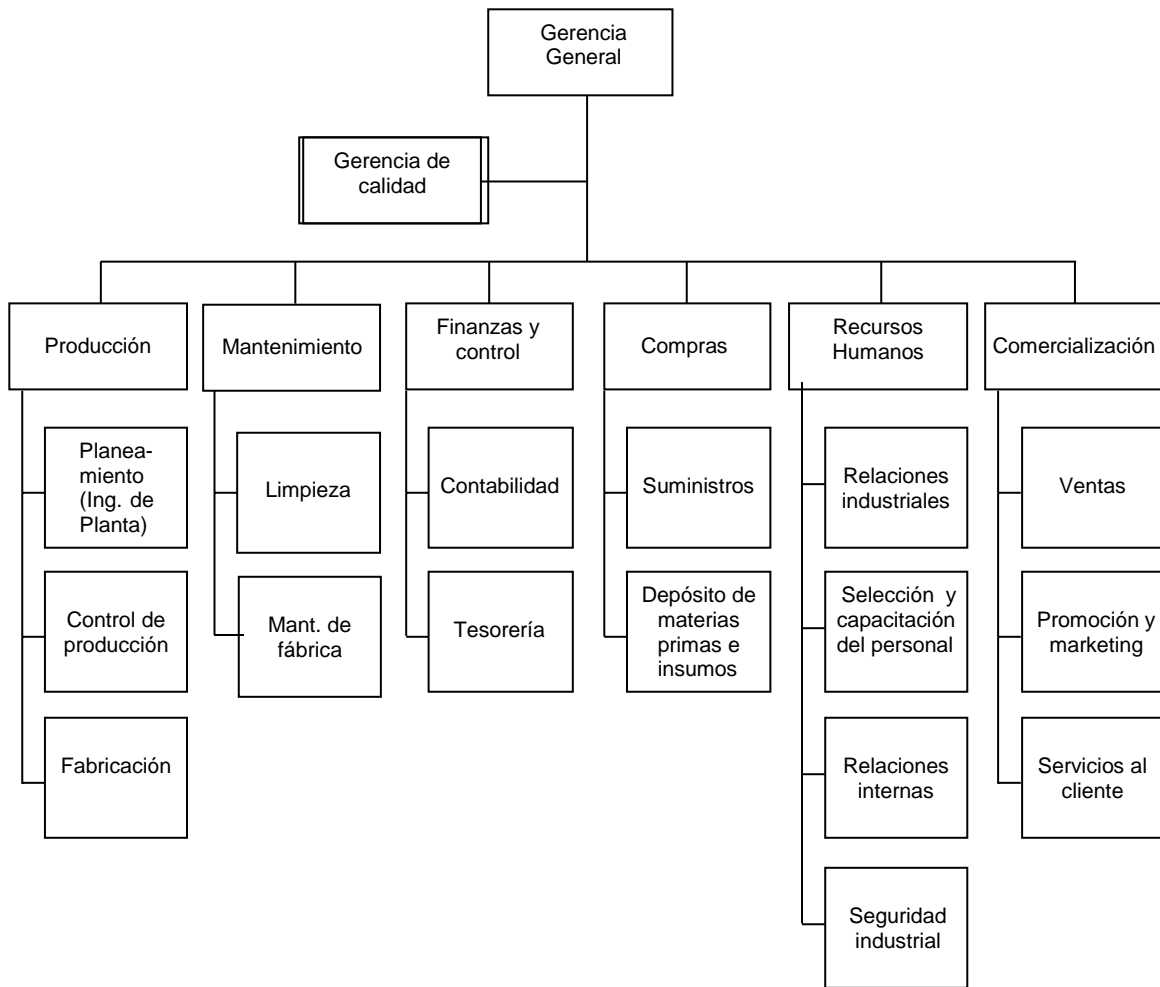 Gerencia
General
Gerencia de
calidad
Producción
Mantenimiento
Finanzas y
control
Compras
Recursos
Humanos
Comercialización
Planea-
miento
(Ing. de
Planta)
Limpieza
Contabilidad
Suministros
Relaciones
industriales
Ventas
Control de
producción
Mant. de
fábrica
Tesorería
Depósito de
materias
primas e
insumos
Selección y
capacitación
del personal
Promoción y
marketing
Fabricación
Relaciones
internas
Servicios al
cliente
Seguridad
industrial